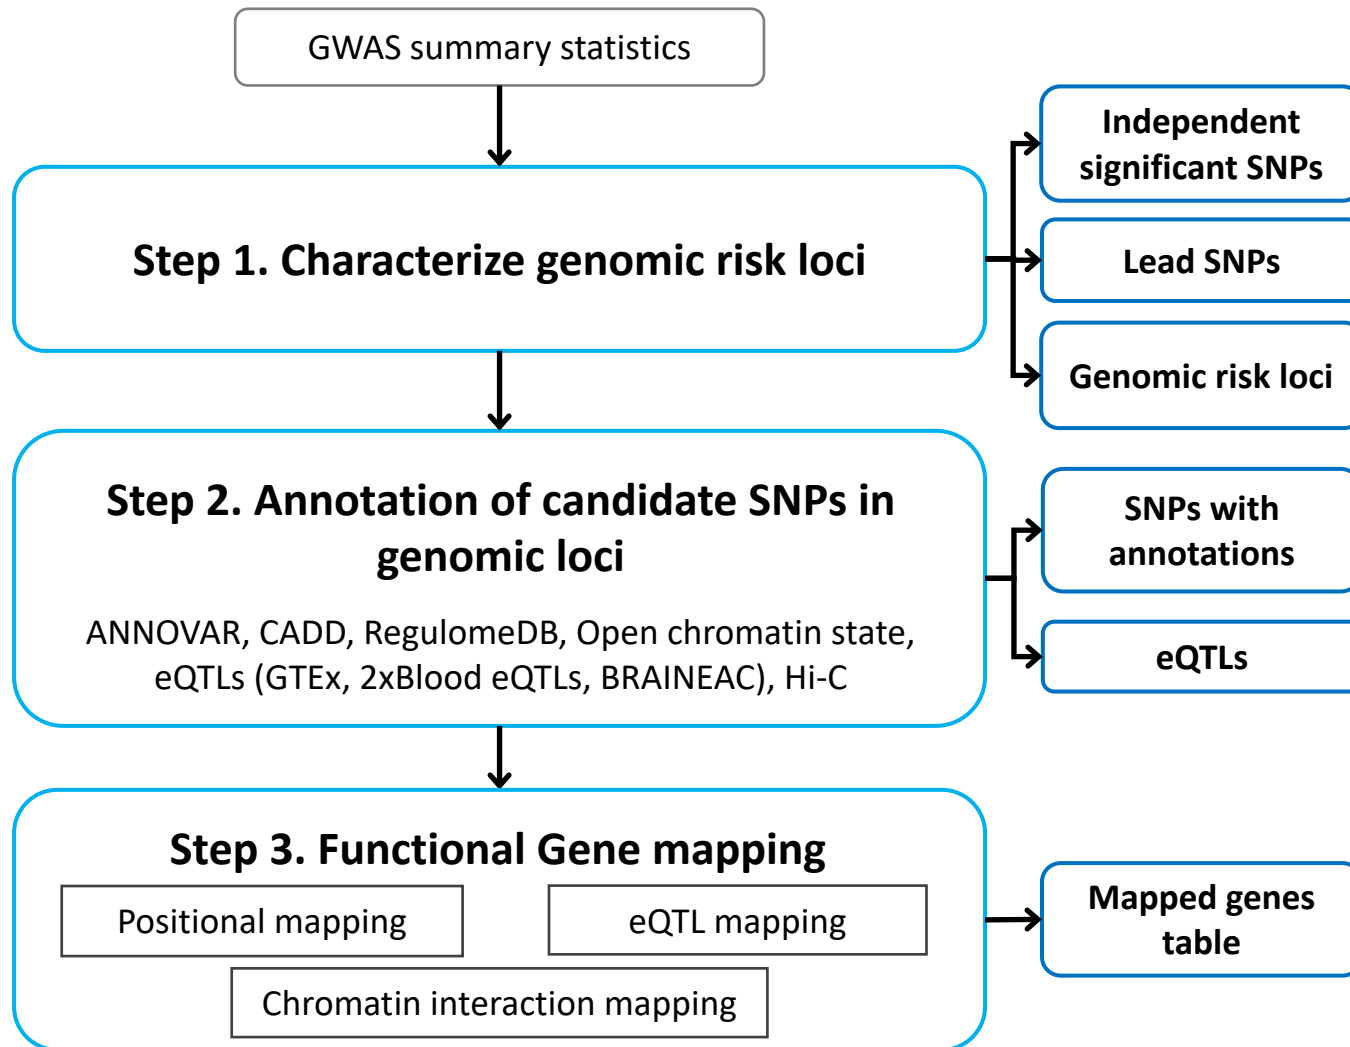 GWAS summary statistics
Independent
significant SNPs
Step 1. Characterize genomic risk loci
Lead SNPs
Genomic risk loci
Step 2. Annotation of candidate SNPs in
genomic loci
ANNOVAR, CADD, RegulomeDB, Open chromatin state,
eQTLs (GTEx, 2xBlood eQTLs, BRAINEAC), Hi-C
SNPs with
annotations
eQTLs
Step 3. Functional Gene mapping
Positional mapping
eQTL mapping
Chromatin interaction mapping
Mapped genes
table